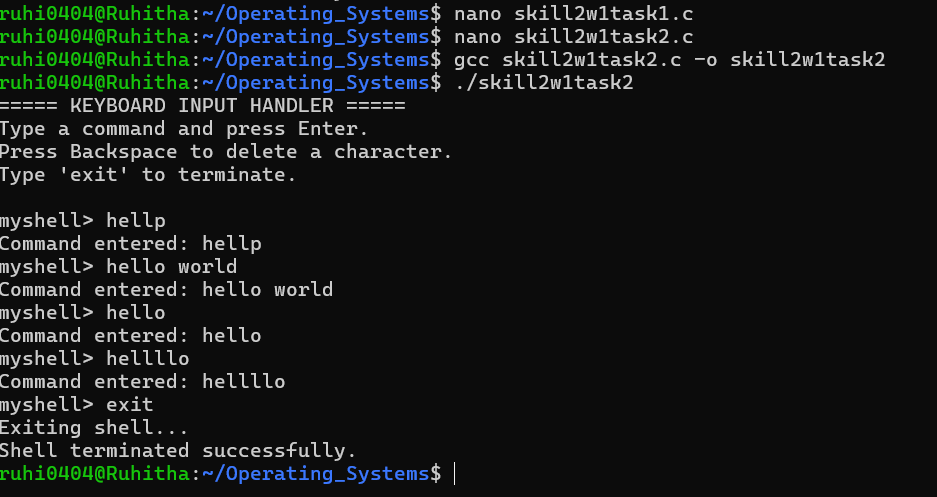 ruhi0404@Ruhitha:~/Operating_Systems$ nano skill2w1task1.c
ruhi0404@Ruhitha:~/Operating_Systems$ nano skill2w1task2.c
ruhi0404@Ruhitha:~/Operating_Systems$ gcc skill2w1task2.c -o skill2w1task2
ruhi0404@Ruhitha:~/Operating_Systems$ ./skill2w1task2
===== KEYBOARD INPUT HANDLER =====
Type a command and press Enter.
Press Backspace to delete a character.
Type 'exit' to terminate.
myshell> hellp
Command entered: hellp
myshell> hello world
Command entered: hello world
myshell> hello
Command entered: hello
myshell> hellllo
Command entered: hellllo
myshell> exit
Exiting shell...
Shell terminated successfully.
ruhi0404@Ruhitha:~/Operating_Systems$